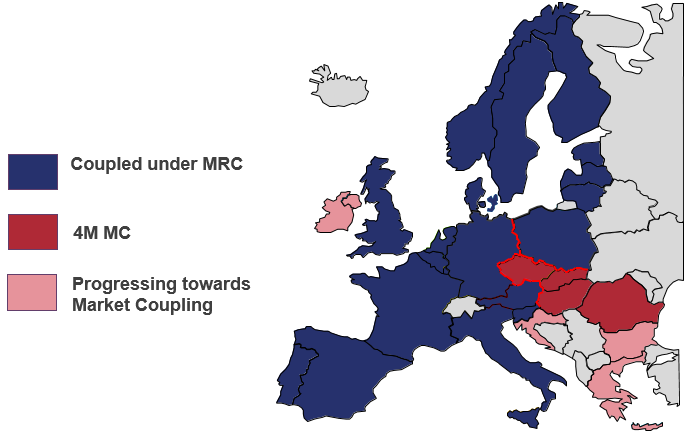 Coupled under MRC
4M MC
Progressing towards
Market Coupling